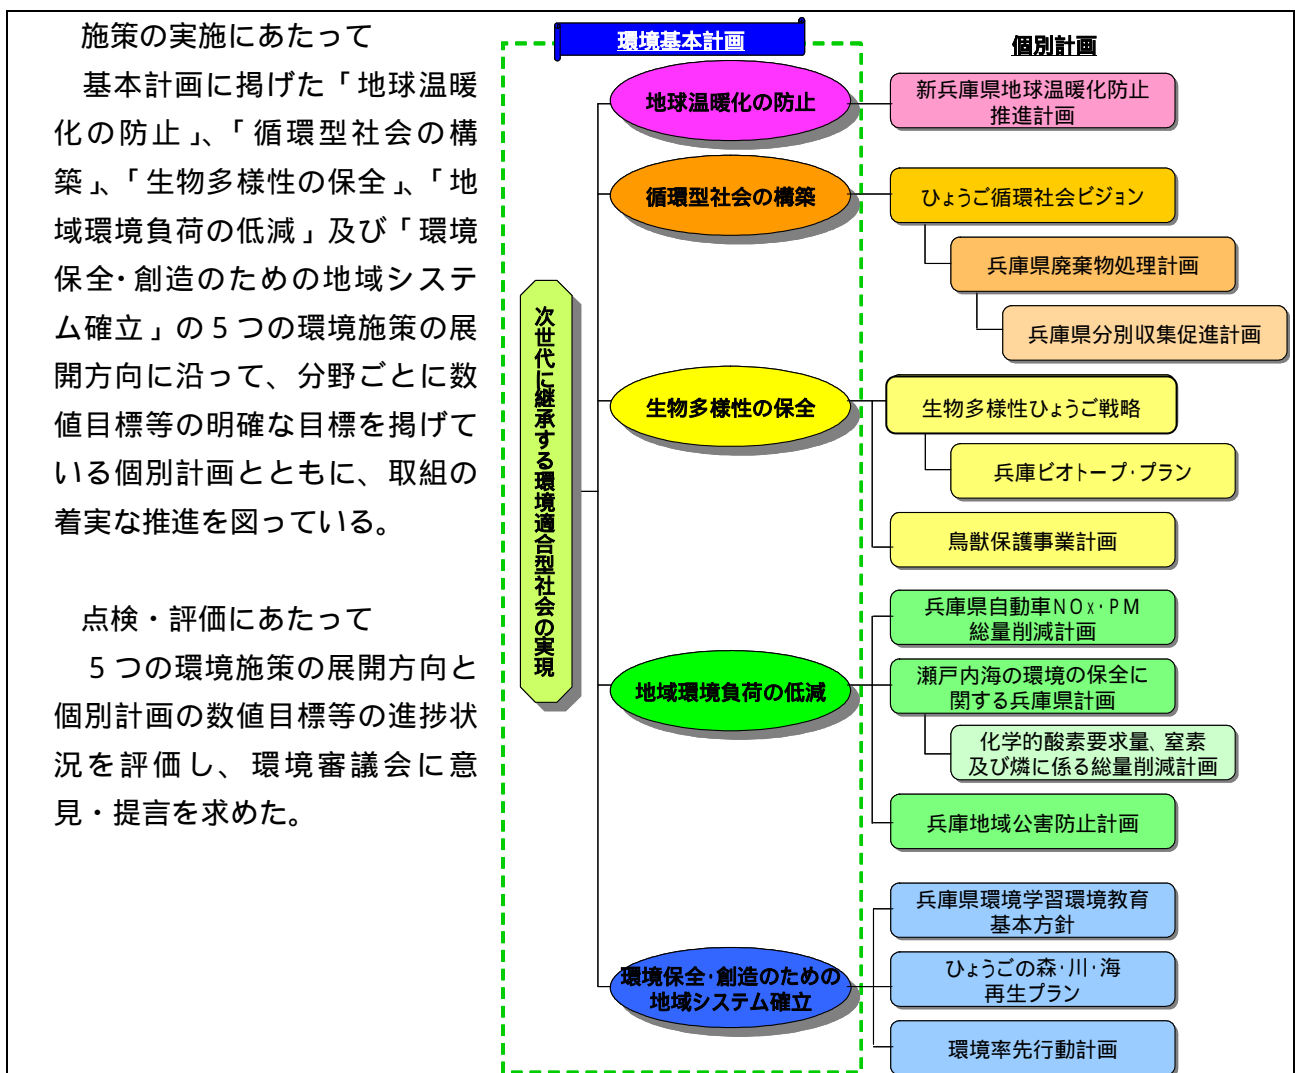 施策の実施にあたって
基本計画に掲げた「地球温暖
化の防止」、「循環型社会の構
築」、「生物多様性の保全」、「地
域環境負荷の低減」及び「環境
保全・創造のための地域システ
ム確立」の5つの環境施策の展
開方向に沿って、分野ごとに数
値目標等の明確な目標を掲げて
いる個別計画とともに、取組の
着実な推進を図っている。
点検・評価にあたって
5つの環境施策の展開方向と
個別計画の数値目標等の進捗状
況を評価し、環境審議会に意
見・提言を求めた。
環境基本計画
個別計画
次世代に継承する環境適合型社会の実現
地球温暖化の防止
新兵庫県地球温暖化防止
推進計画
循環型社会の構築
ひょうご循環社会ビジョン
兵庫県廃棄物処理計画
兵庫県分別収集促進計画
生物多様性の保全
生物多様性ひょうご戦略
兵庫ビオトープ・プラン
鳥獣保護事業計画
地域環境負荷の低減
兵庫県自動車NOx・PM
総量削減計画
瀬戸内海の環境の保全に
関する兵庫県計画
化学的酸素要求量、窒素
及び燐に係る総量削減計画
兵庫地域公害防止計画
環境保全・創造のための
地域システム確立
兵庫県環境学習環境教育
基本方針
ひょうごの森・川・海
再生プラン
環境率先行動計画